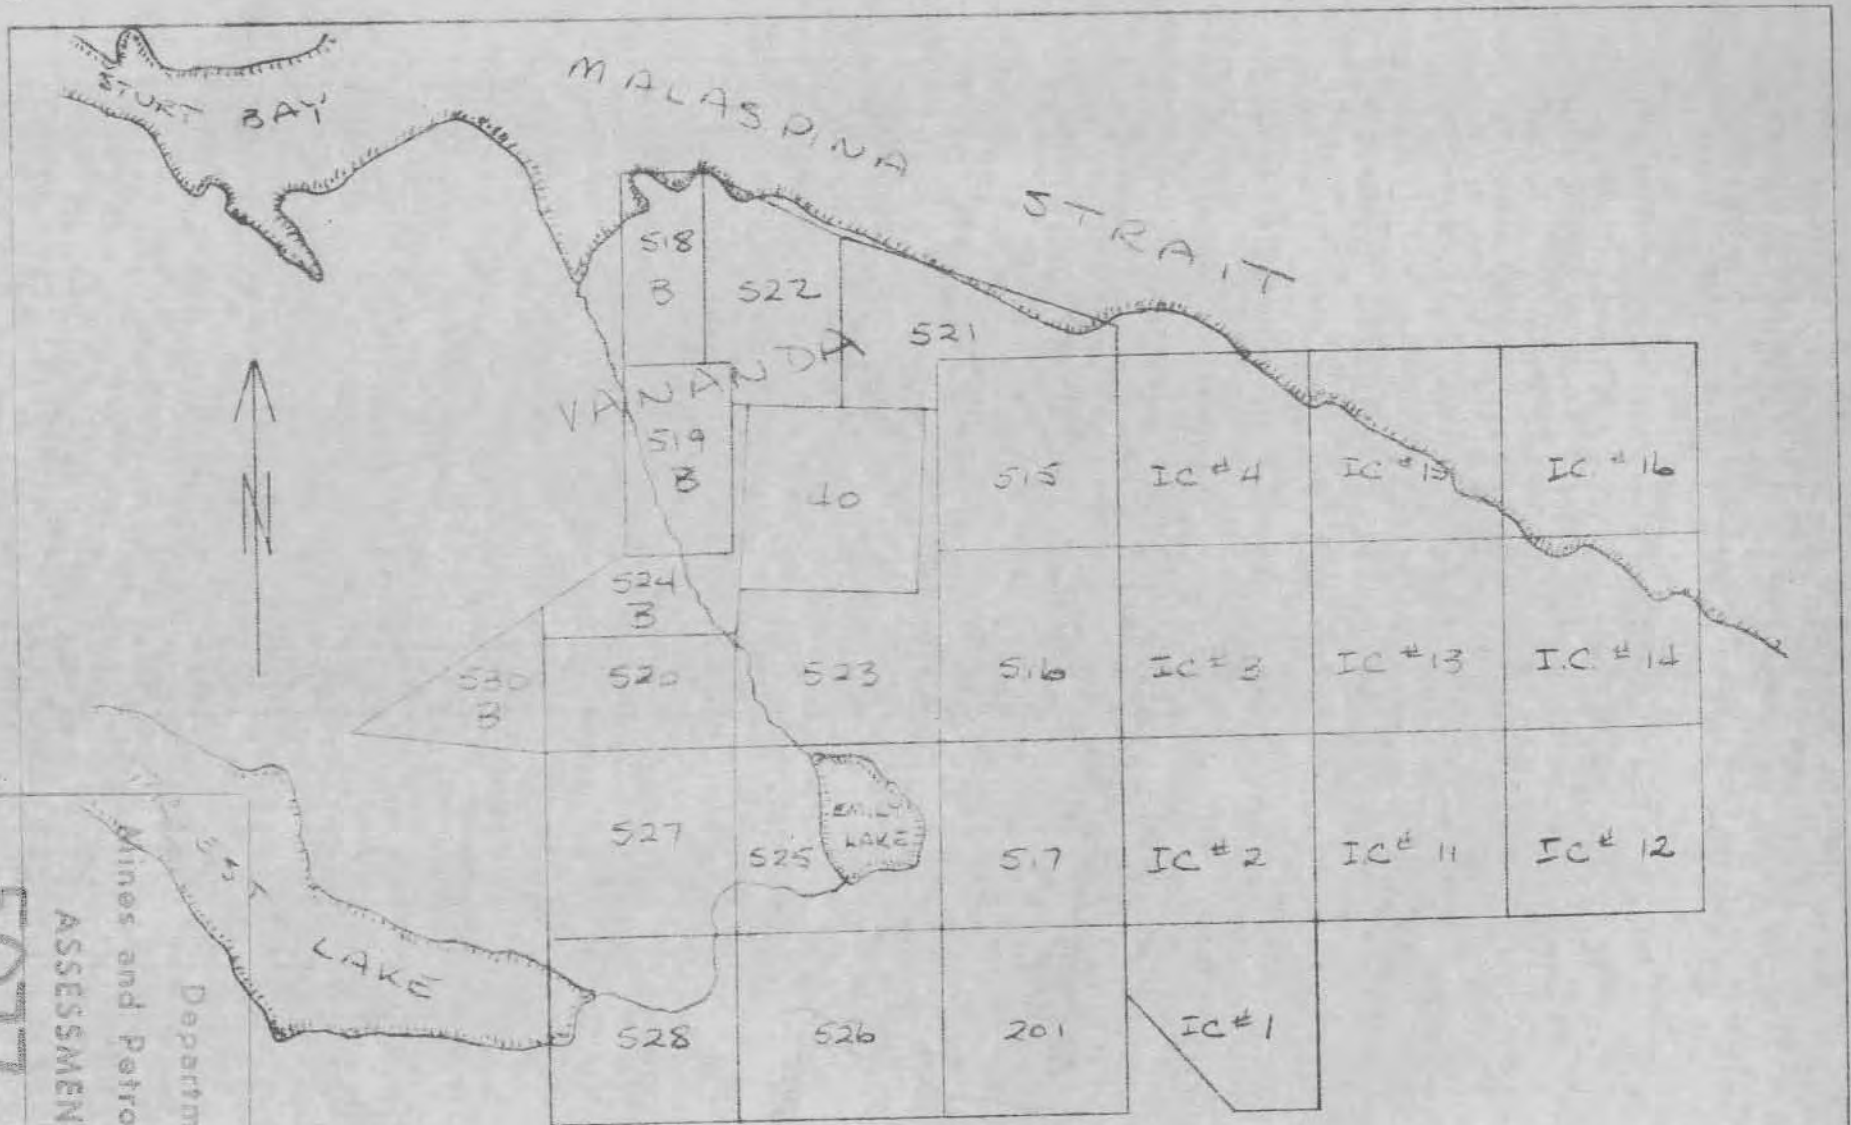 STURT BAY
MALASPINA
STRAIT
518
B
522
521
VANANDA
519
B
40
515
IC #4
IC #15
IC #16
524
B
530
B
520
523
516
IC #3
IC #13
I.C #14
527
525
EMILY
LAKE
517
IC #2
IC# 11
IC# 12
LAKE
528
526
201
IC #1
Departm
Mines and Petro
ASSESSMEN